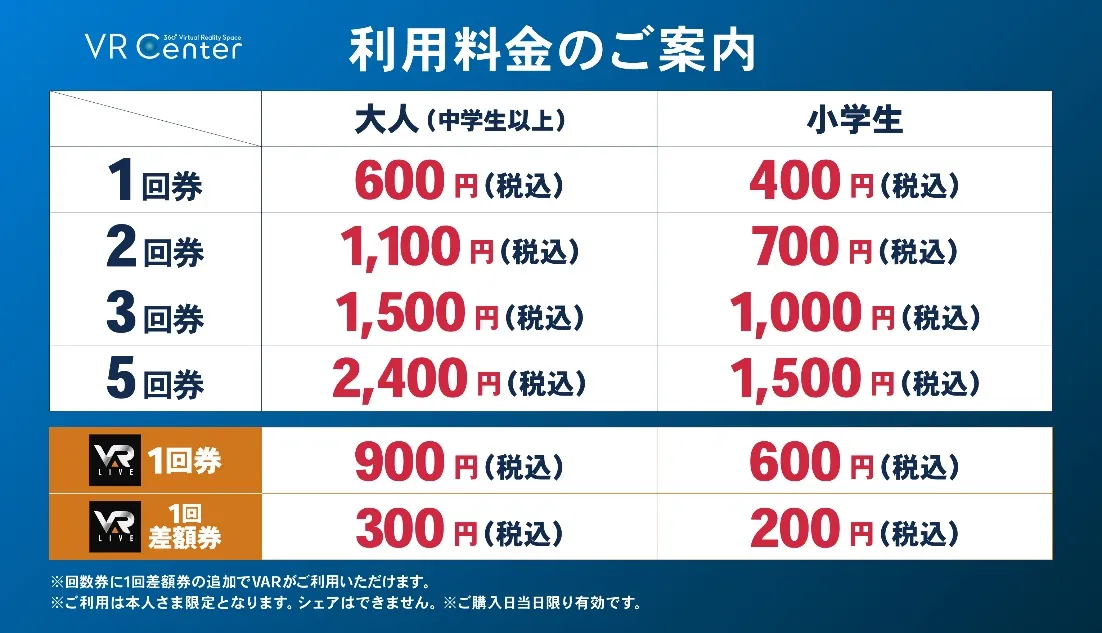 VR Center 360° Virtual Reality Space
利用料金のご案内
大人（中学生以上） 小学生
1回券 600円（税込） 400円（税込）
2回券 1,100円（税込） 700円（税込）
3回券 1,500円（税込） 1,000円（税込）
5回券 2,400円（税込） 1,500円（税込）
VAR LIVE 1回券 900円（税込） 600円（税込）
VAR LIVE 1回差額券 300円（税込） 200円（税込）
※回数券に1回差額券の追加でVARがご利用いただけます。
※ご利用は本人さま限定となります。シェアはできません。※ご購入日当日限り有効です。